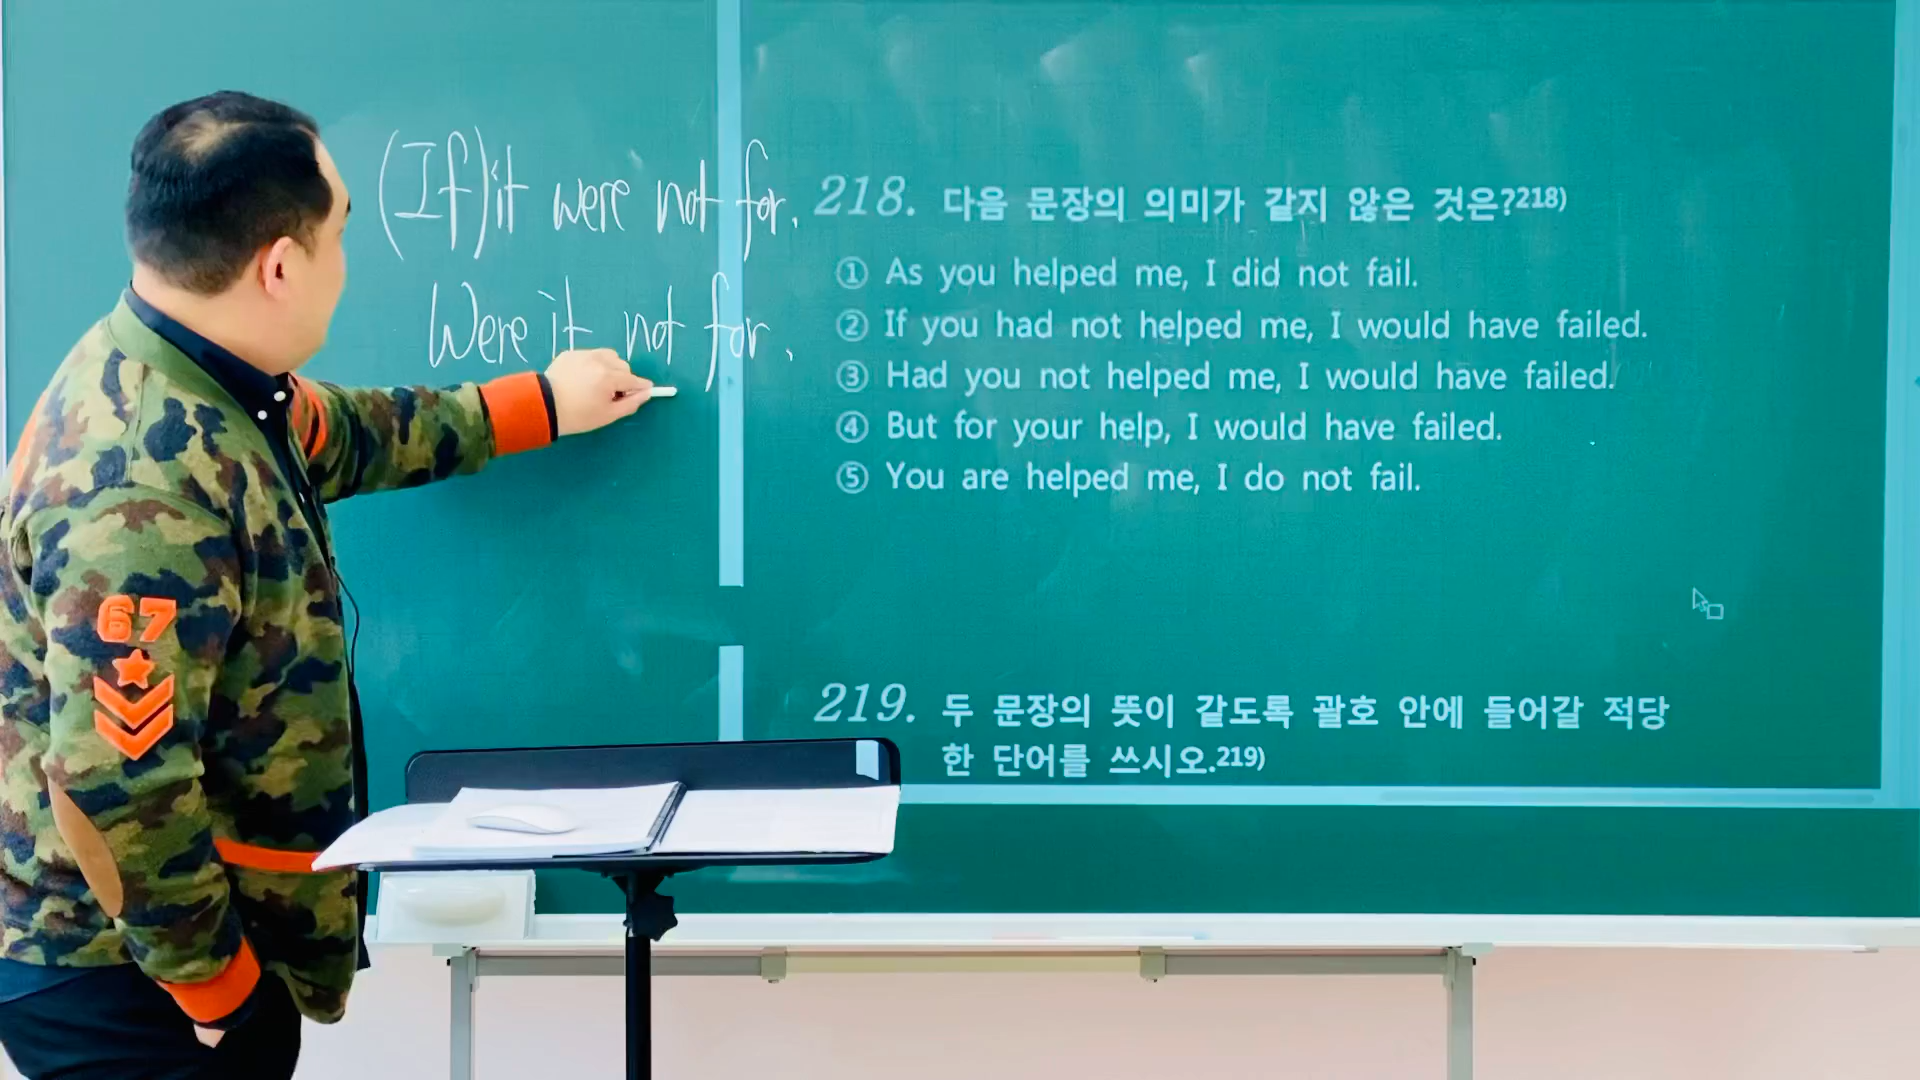 (If) it were not for.
Were it not for.
218. 다음 문장의 의미가 같지 않은 것은?218)
① As you helped me, I did not fail.
② If you had not helped me, I would have failed.
③ Had you not helped me, I would have failed.
④ But for your help, I would have failed.
⑤ You are helped me, I do not fail.
219. 두 문장의 뜻이 같도록 괄호 안에 들어갈 적당
한 단어를 쓰시오.219)
67